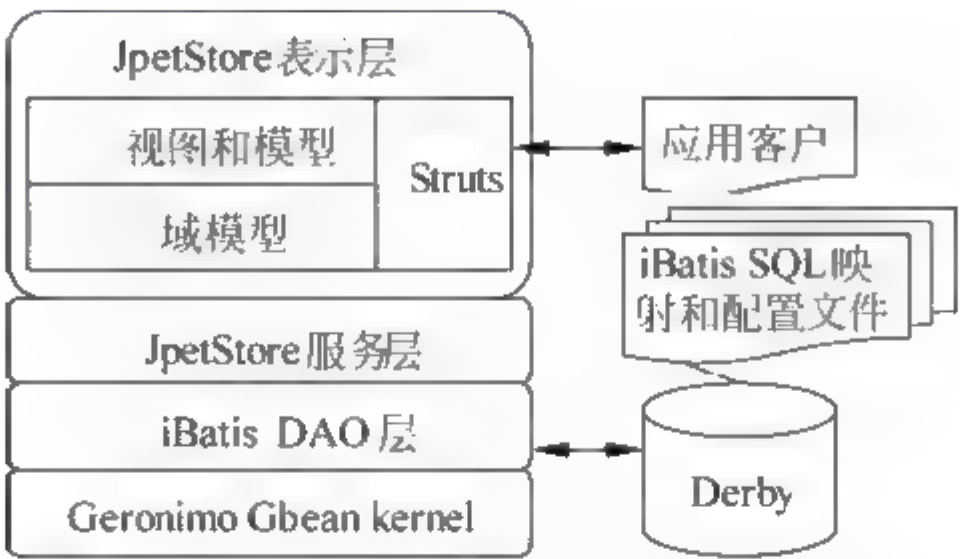 JpetStore表示层
视图和模型
域模型
Struts
应用客户
iBatis SQL映
射和配置文件
JpetStore服务层
iBatis DAO层
Geronimo Gbean kernel
Derby